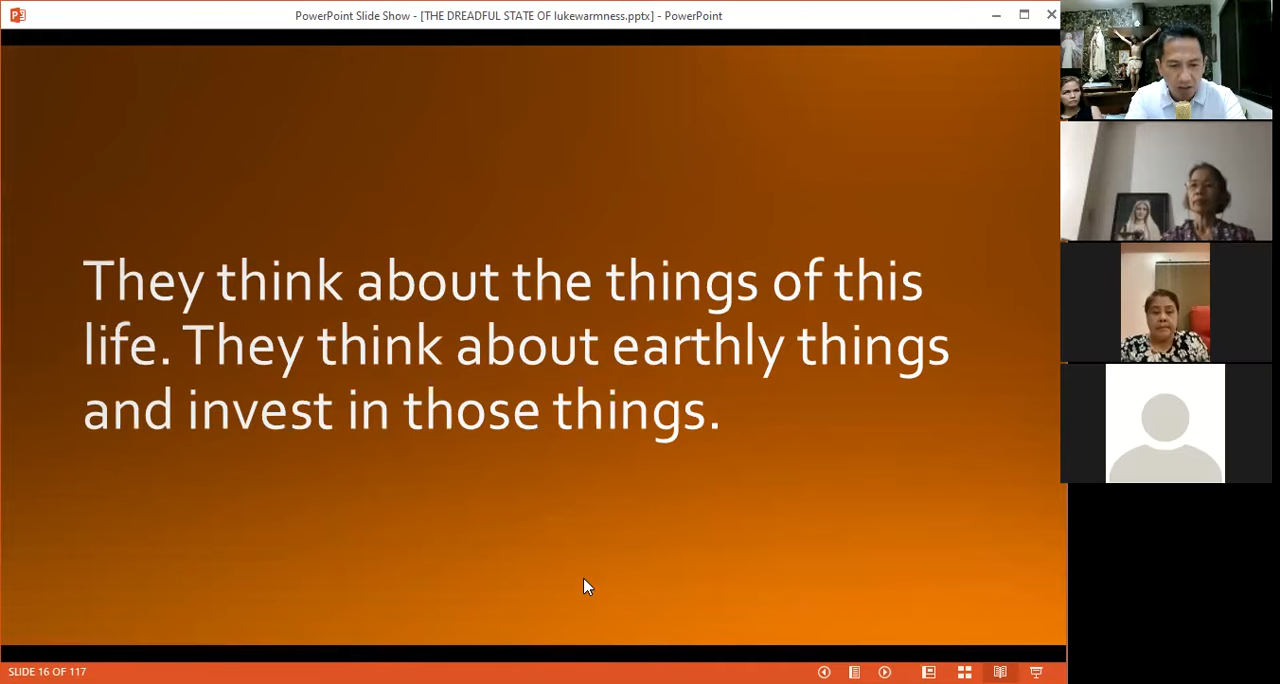 PowerPoint Slide Show - [THE DREADFUL STATE OF lukewarmness.pptx] - PowerPoint
They think about the things of this
life. They think about earthly things
and invest in those things.
SLIDE 16 OF 117